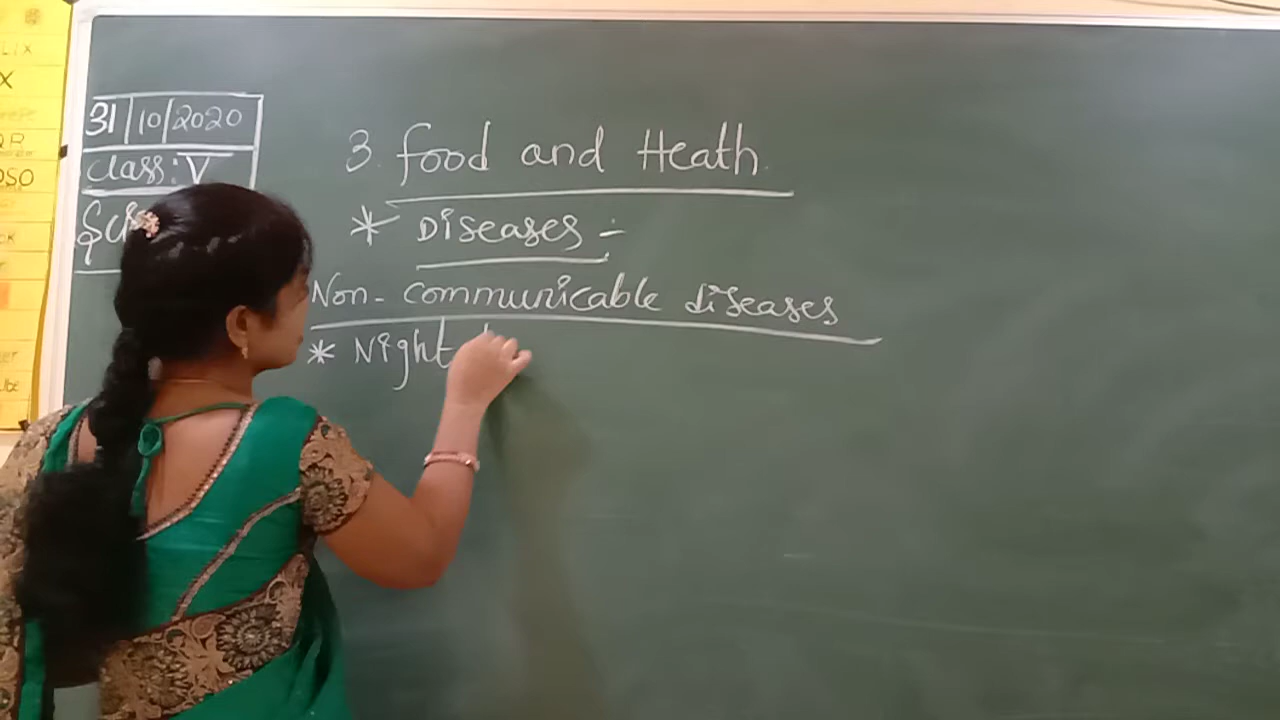 31/10/2020
class: V
3. food and Heath.
* Diseases :-
Non-communicable diseases
* Night